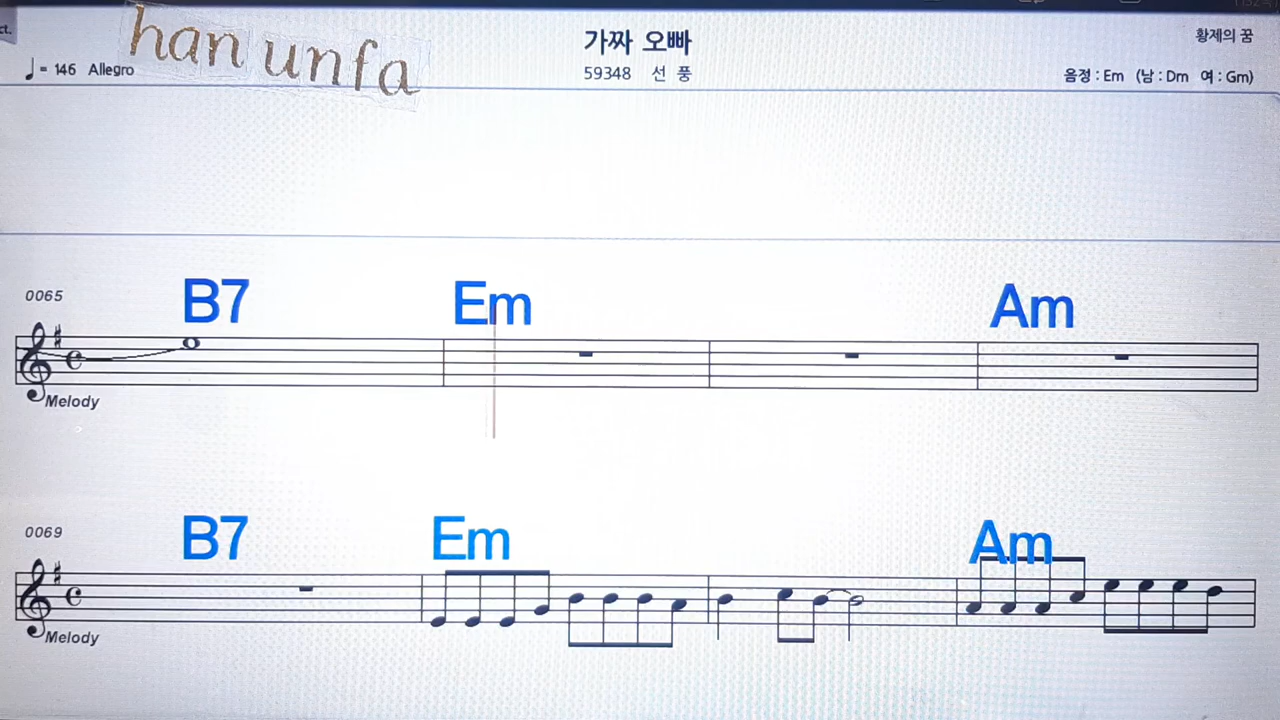 ct.
han unfa
가짜 오빠
황제의 꿈
♩= 146 Allegro
59348 선 풍
음정 : Em (남 : Dm 여 : Gm)
0065
B7 Em Am
Melody
0069
B7 Em Am
Melody